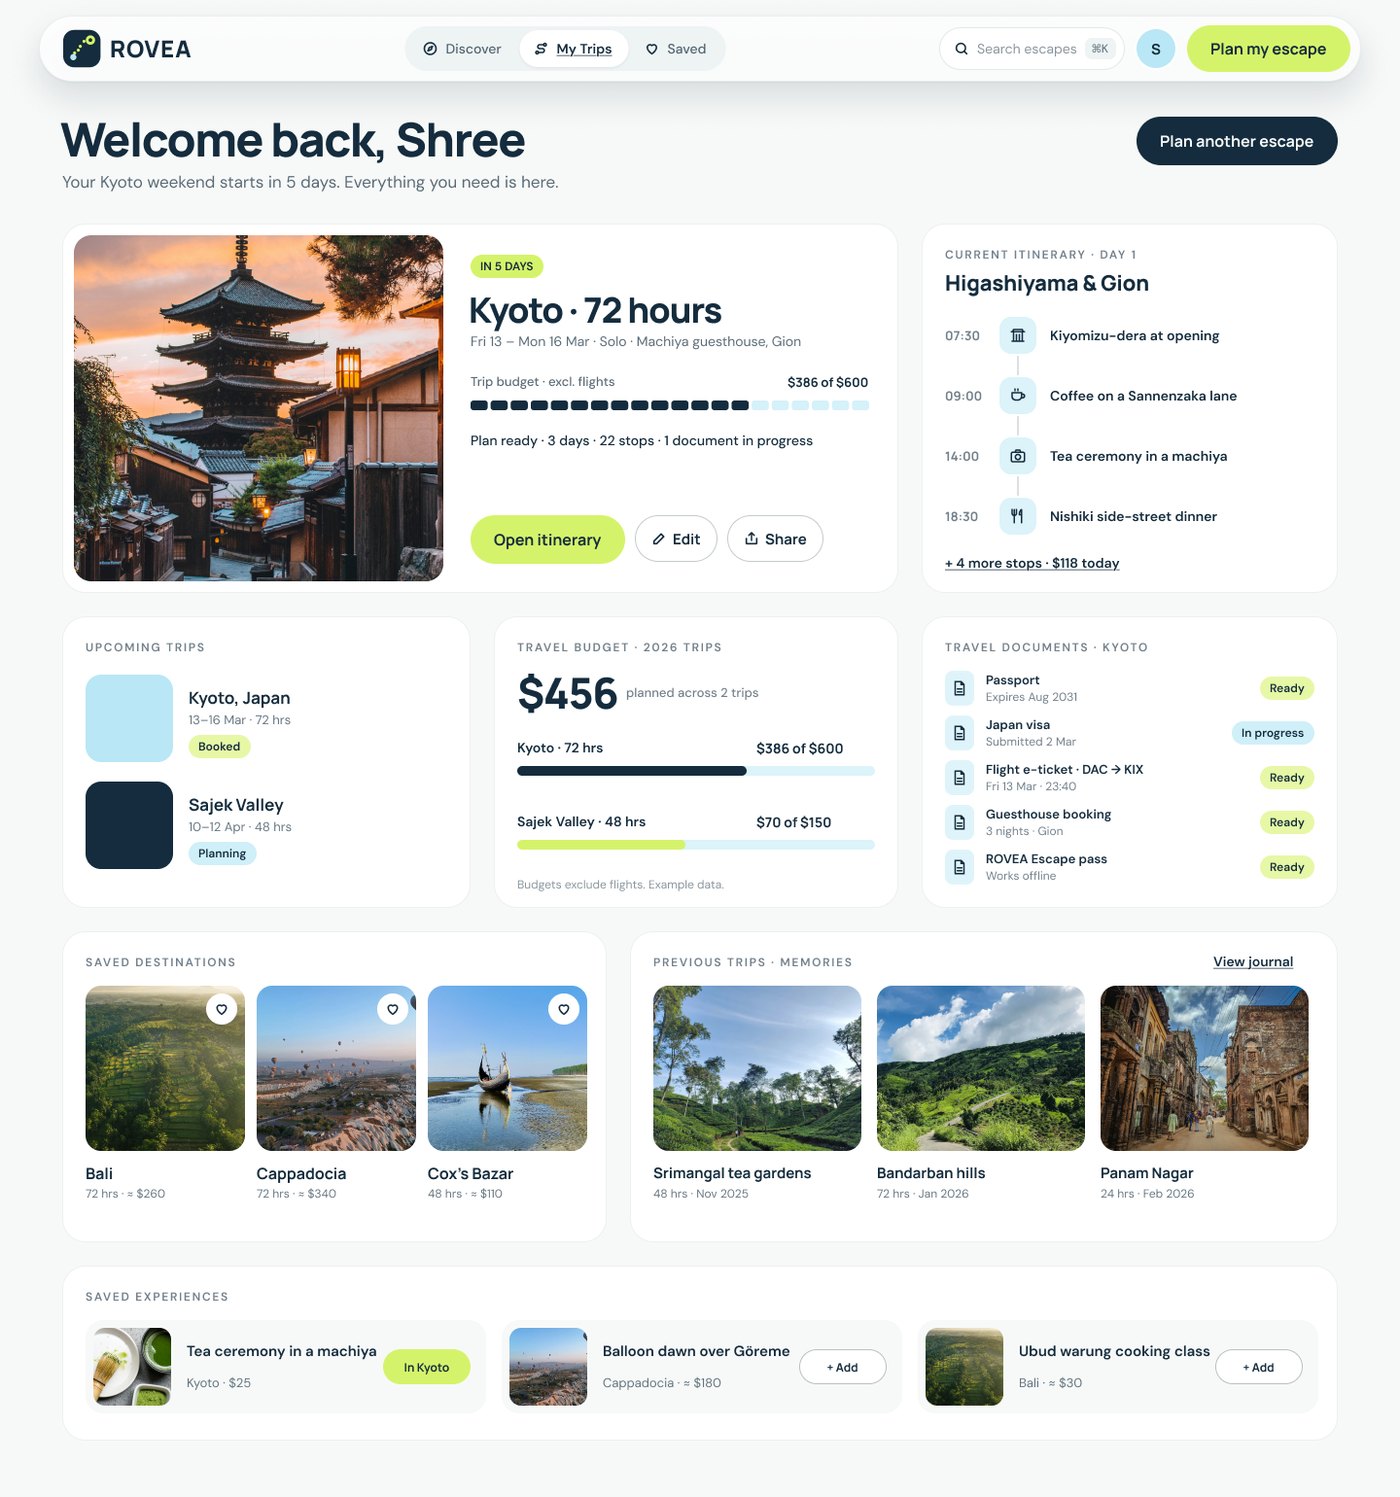 ROVEA
Discover
My Trips
Saved
Search escapes
⌘K
S
Plan my escape
Welcome back, Shree
Your Kyoto weekend starts in 5 days. Everything you need is here.
Plan another escape
IN 5 DAYS
Kyoto · 72 hours
Fri 13 – Mon 16 Mar · Solo · Machiya guesthouse, Gion
Trip budget · excl. flights
$386 of $600
Plan ready · 3 days · 22 stops · 1 document in progress
Open itinerary
Edit
Share
CURRENT ITINERARY · DAY 1
Higashiyama & Gion
07:30 Kiyomizu-dera at opening
09:00 Coffee on a Sannenzaka lane
14:00 Tea ceremony in a machiya
18:30 Nishiki side-street dinner
+ 4 more stops · $118 today
UPCOMING TRIPS
Kyoto, Japan
13–16 Mar · 72 hrs
Booked
Sajek Valley
10–12 Apr · 48 hrs
Planning
TRAVEL BUDGET · 2026 TRIPS
$456 planned across 2 trips
Kyoto · 72 hrs
$386 of $600
Sajek Valley · 48 hrs
$70 of $150
Budgets exclude flights. Example data.
TRAVEL DOCUMENTS · KYOTO
Passport
Expires Aug 2031
Ready
Japan visa
Submitted 2 Mar
In progress
Flight e-ticket · DAC → KIX
Fri 13 Mar · 23:40
Ready
Guesthouse booking
3 nights · Gion
Ready
ROVEA Escape pass
Works offline
Ready
SAVED DESTINATIONS
Bali
72 hrs · ≈ $260
Cappadocia
72 hrs · ≈ $340
Cox's Bazar
48 hrs · ≈ $110
PREVIOUS TRIPS · MEMORIES
View journal
Srimangal tea gardens
48 hrs · Nov 2025
Bandarban hills
72 hrs · Jan 2026
Panam Nagar
24 hrs · Feb 2026
SAVED EXPERIENCES
Tea ceremony in a machiya
Kyoto · $25
In Kyoto
Balloon dawn over Göreme
Cappadocia · ≈ $180
+ Add
Ubud warung cooking class
Bali · ≈ $30
+ Add